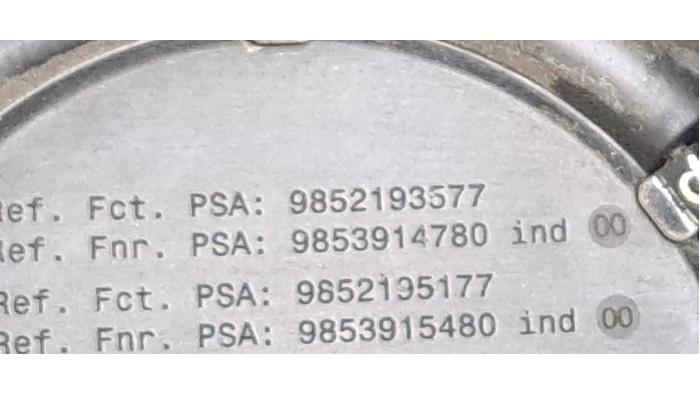 Ref. Fct. PSA: 9852193577
Ref. Fnr. PSA: 9853914780 ind 00
Ref. Fct. PSA: 9852195177
Ref. Fnr. PSA: 9853915480 ind 00